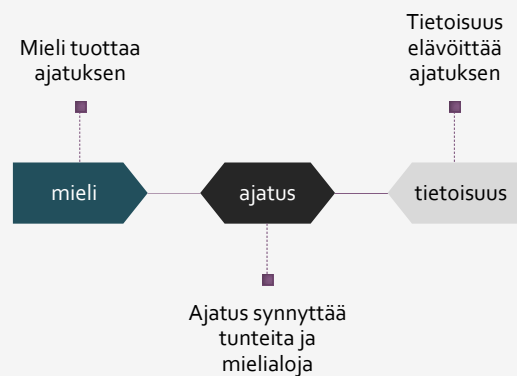 Mieli tuottaa
ajatuksen
Tietoisuus
elävöittää
ajatuksen
mieli
ajatus
tietoisuus
Ajatus synnyttää
tunteita ja
mielialoja